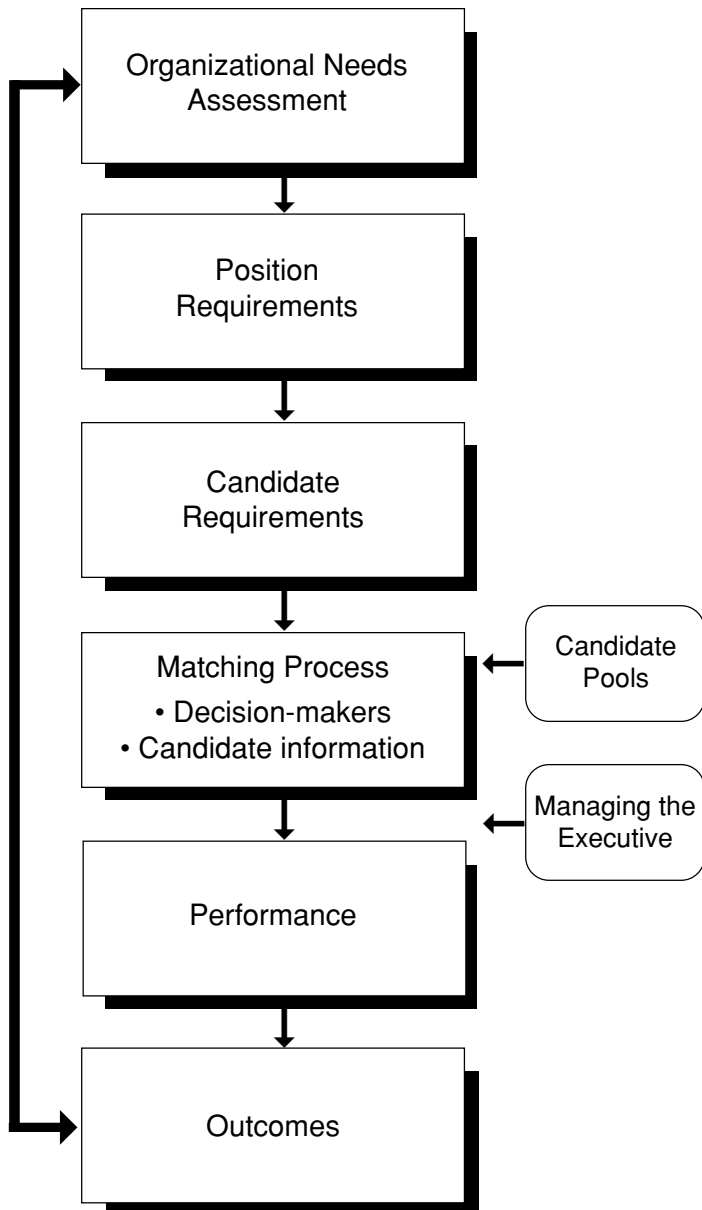 Organizational Needs
Assessment
Position
Requirements
Candidate
Requirements
Matching Process
• Decision-makers
• Candidate information
Candidate
Pools
Managing the
Executive
Performance
Outcomes